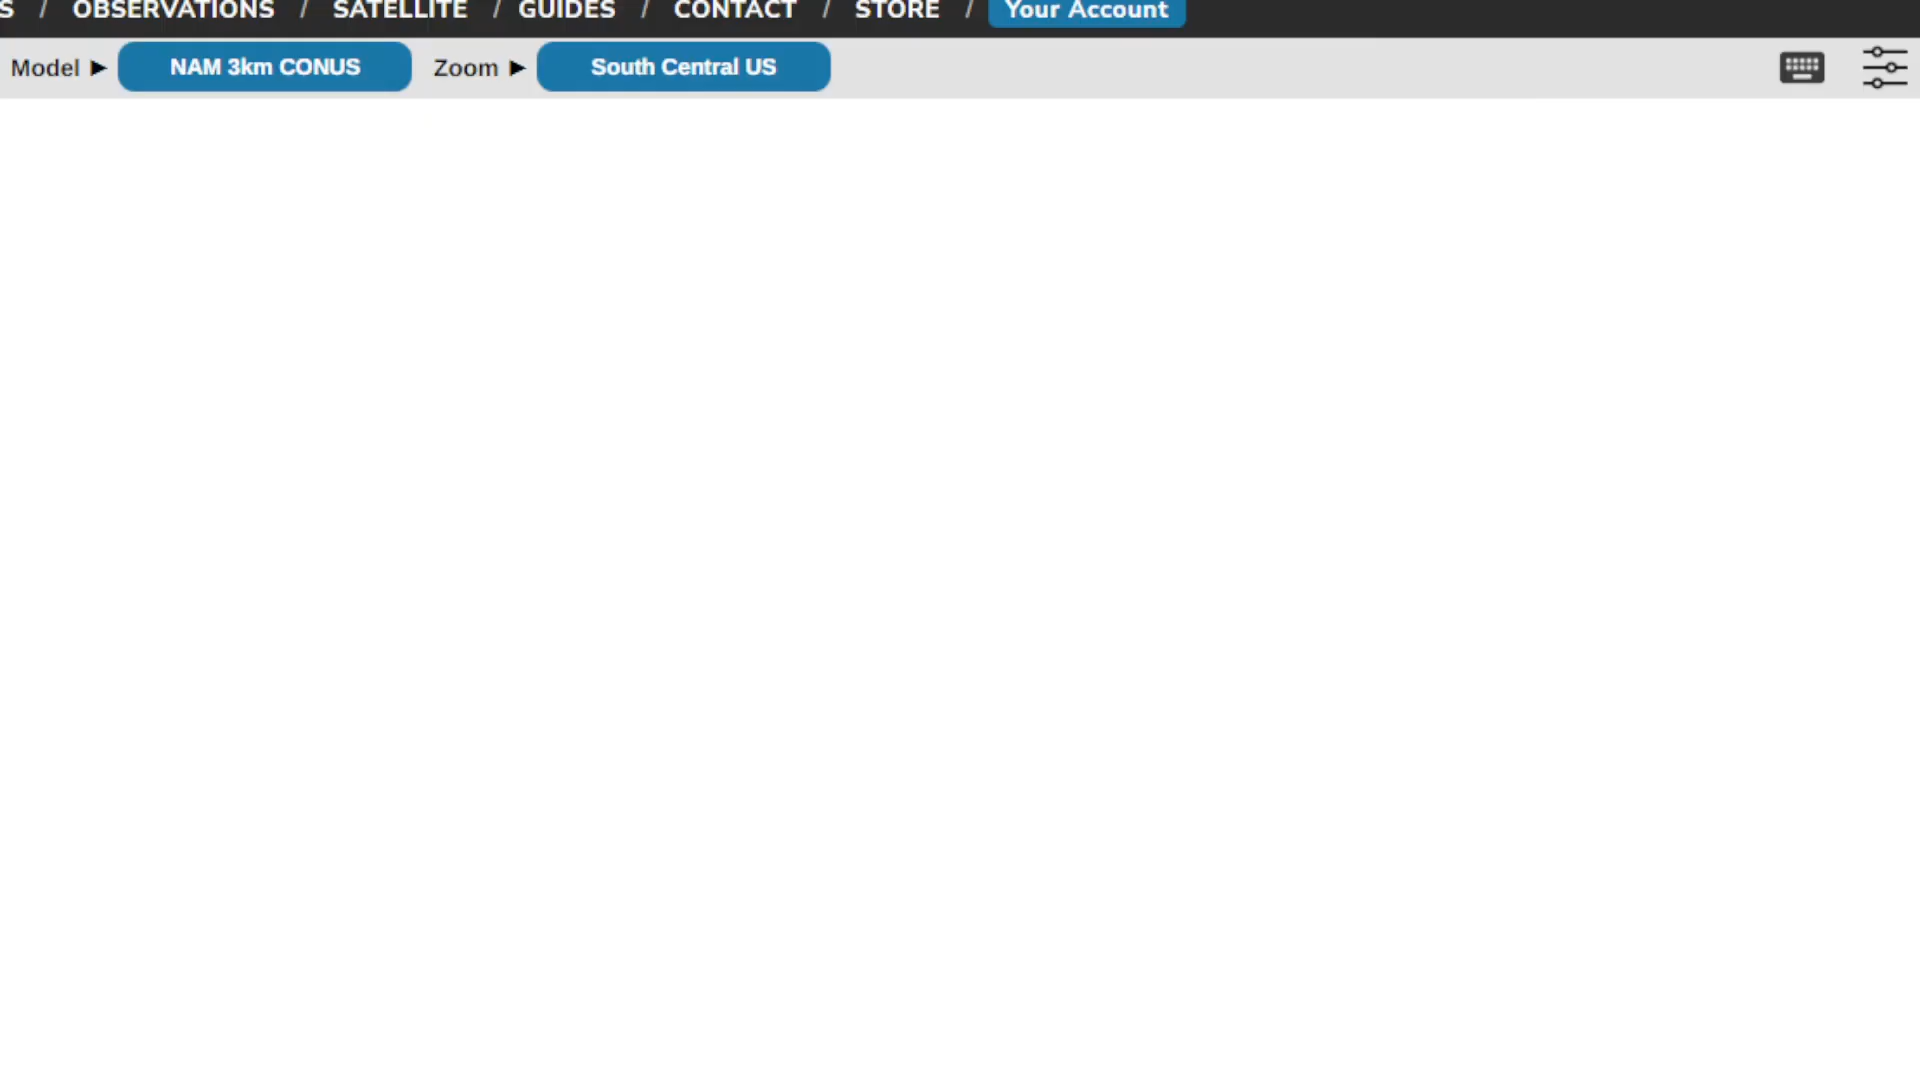 S / OBSERVATIONS / SATELLITE / GUIDES / CONTACT / STORE / Your Account
Model ► NAM 3km CONUS Zoom ► South Central US